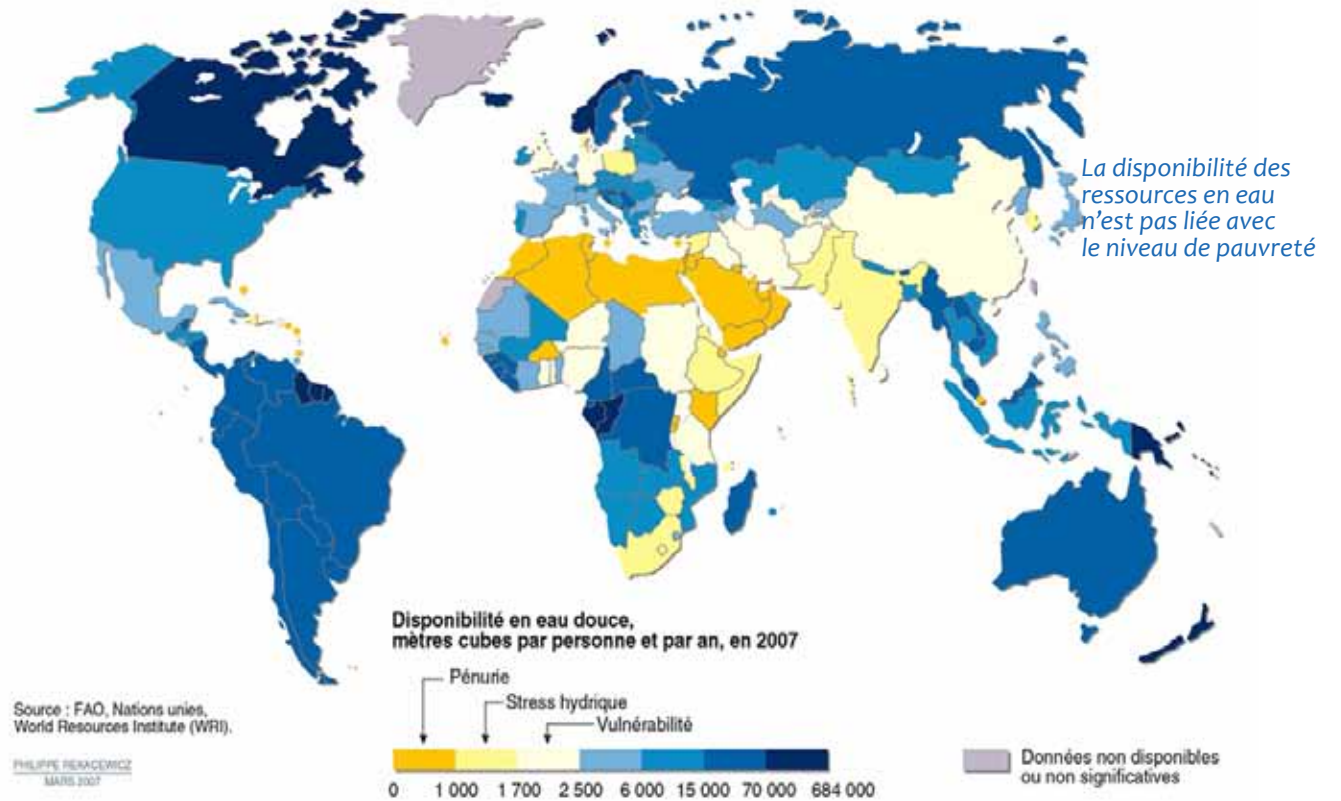 La disponibilité des
ressources en eau
n'est pas liée avec
le niveau de pauvreté
Disponibilité en eau douce,
mètres cubes par personne et par an, en 2007
Pénurie
Stress hydrique
Vulnérabilité
0 1 000 1 700 2 500 6 000 15 000 70 000 684 000
Données non disponibles
ou non significatives
Source : FAO, Nations unies,
World Resources Institute (WRI).
PHILIPPE REKACEWICZ
MARS 2007